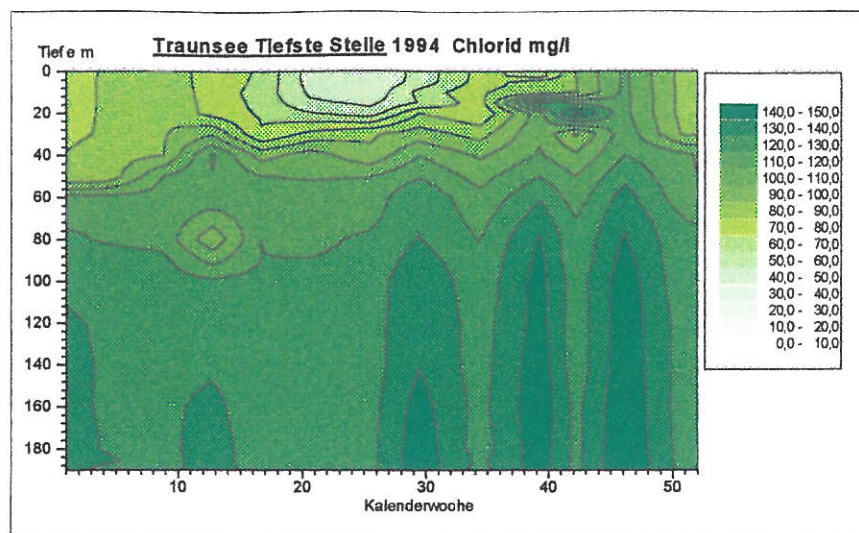 Traunsee Tiefste Stelle 1994 Chlorid mg/l
Tiefe m
0
20
40
60
80
100
120
140
160
180
10
20
30
40
50
Kalenderwoche
140,0 - 150,0
130,0 - 140,0
120,0 - 130,0
110,0 - 120,0
100,0 - 110,0
90,0 - 100,0
80,0 - 90,0
70,0 - 80,0
60,0 - 70,0
50,0 - 60,0
40,0 - 50,0
30,0 - 40,0
20,0 - 30,0
10,0 - 20,0
0,0 - 10,0